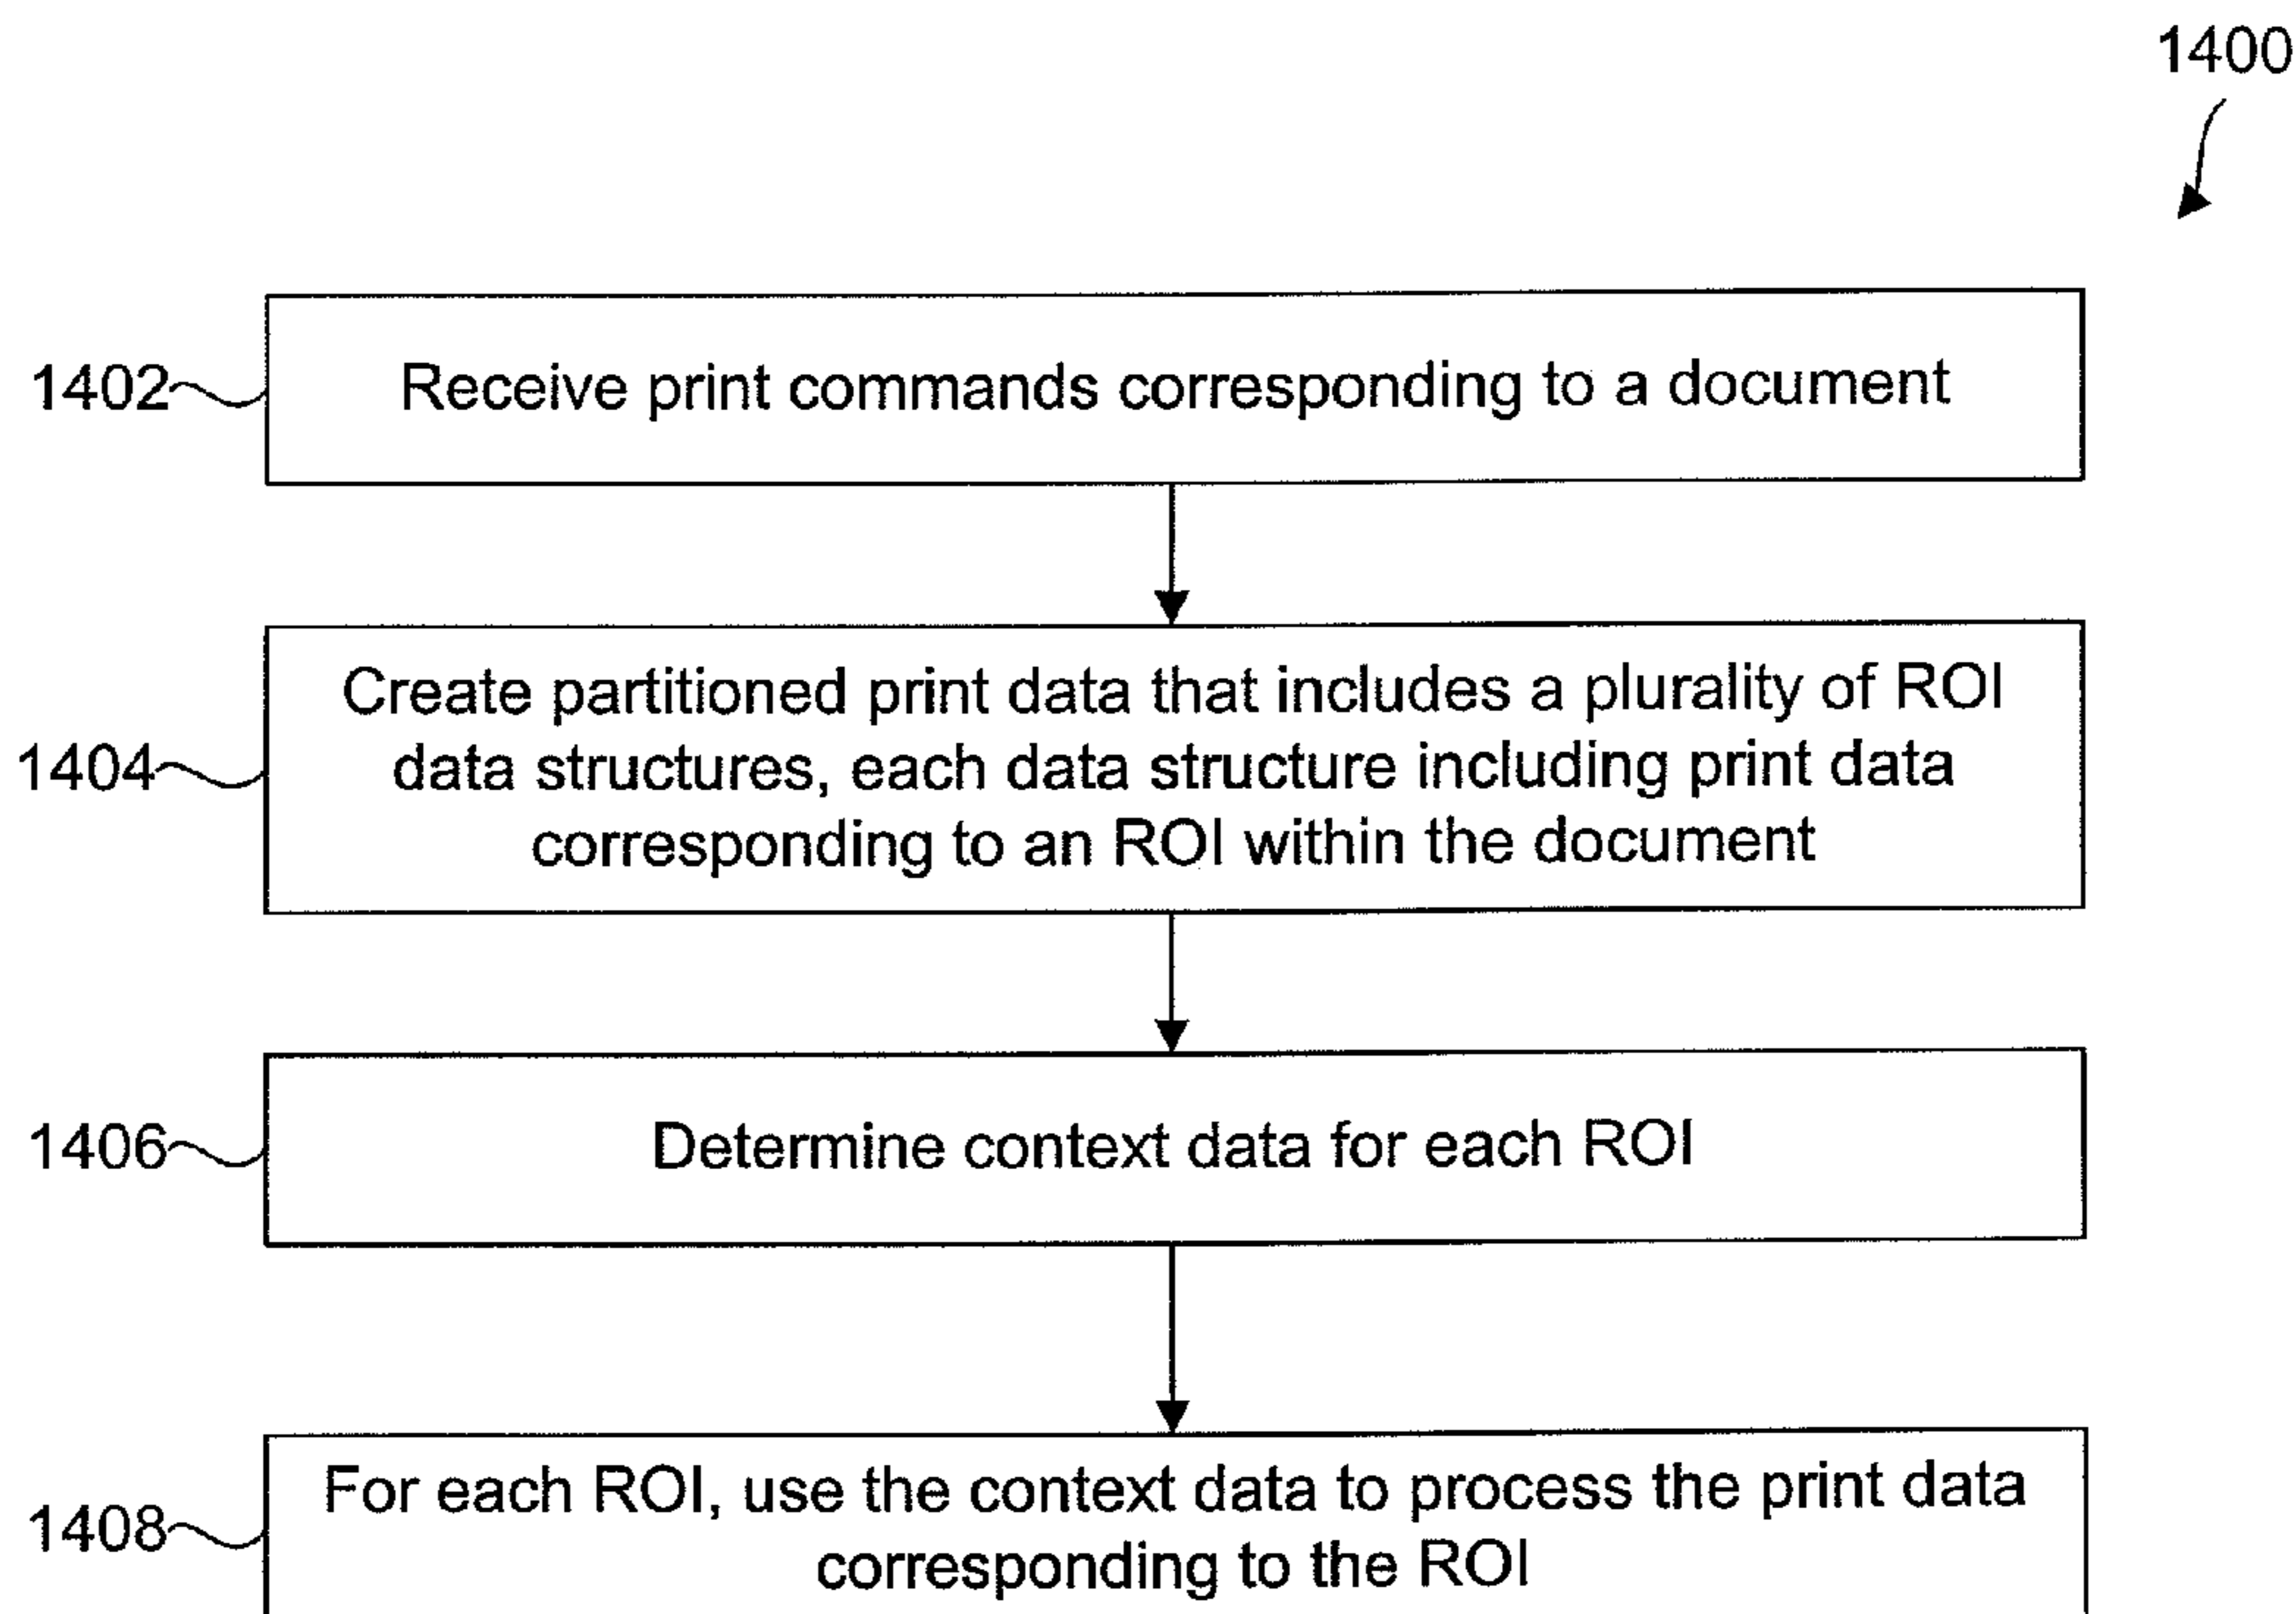 1400
1402
Receive print commands corresponding to a document
1404
Create partitioned print data that includes a plurality of ROI
data structures, each data structure including print data
corresponding to an ROI within the document
1406
Determine context data for each ROI
1408
For each ROI, use the context data to process the print data
corresponding to the ROI